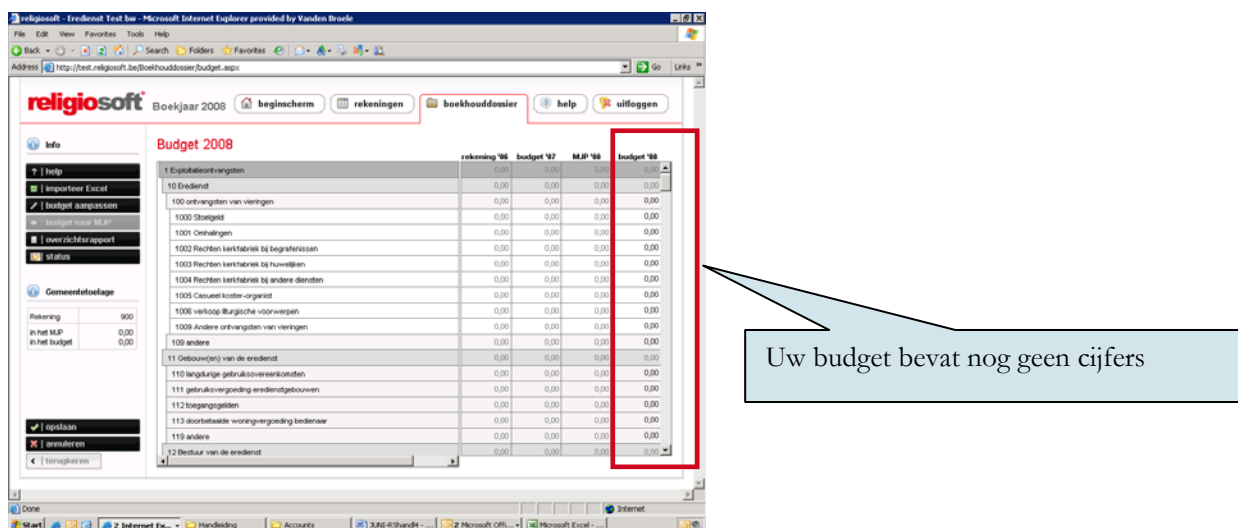 religiosoft - Eredienst Test bw - Microsoft Internet Explorer provided by Vanden Broele
File Edit View Favorites Tools Help
Back Search Folders Favorites
Address http://test.religiosoft.be/Boekhouddossier/budget.aspx Go Links »
religiosoft Boekjaar 2008 beginscherm rekeningen boekhouddossier help uitloggen
Info
? | help
importeer Excel
budget aanpassen
budget naar MJP
overzichtsrapport
status
Gemeentetoelage
Rekening 900
in het MJP 0,00
in het budget 0,00
opslaan
annuleren
< | terugkeren
Budget 2008
rekening '06 budget '07 MJP '08 budget '08
1 Exploitatieontvangsten 0,00 0,00 0,00 0,00
10 Eredienst 0,00 0,00 0,00 0,00
100 ontvangsten van vieringen 0,00 0,00 0,00 0,00
1000 Stoelgeld 0,00 0,00 0,00 0,00
1001 Omhalingen 0,00 0,00 0,00 0,00
1002 Rechten kerkfabriek bij begrafenissen 0,00 0,00 0,00 0,00
1003 Rechten kerkfabriek bij huwelijken 0,00 0,00 0,00 0,00
1004 Rechten kerkfabriek bij andere diensten 0,00 0,00 0,00 0,00
1005 Casueel koster-organist 0,00 0,00 0,00 0,00
1006 verkoop liturgische voorwerpen 0,00 0,00 0,00 0,00
1009 Andere ontvangsten van vieringen 0,00 0,00 0,00 0,00
109 andere 0,00 0,00 0,00 0,00
11 Gebouw(en) van de eredienst 0,00 0,00 0,00 0,00
110 langdurige gebruiksovereenkomsten 0,00 0,00 0,00 0,00
111 gebruiksvergoeding eredienstgebouwen 0,00 0,00 0,00 0,00
112 toegangsgelden 0,00 0,00 0,00 0,00
113 doorbetaalde woningvergoeding bedienaar 0,00 0,00 0,00 0,00
119 andere 0,00 0,00 0,00 0,00
12 Bestuur van de eredienst 0,00 0,00 0,00 0,00
Uw budget bevat nog geen cijfers
Done Internet
Start 2 Internet Ex... Handleiding Accounts JUNI-RShandl4 - ... 2 Microsoft Offi... Microsoft Excel - ...